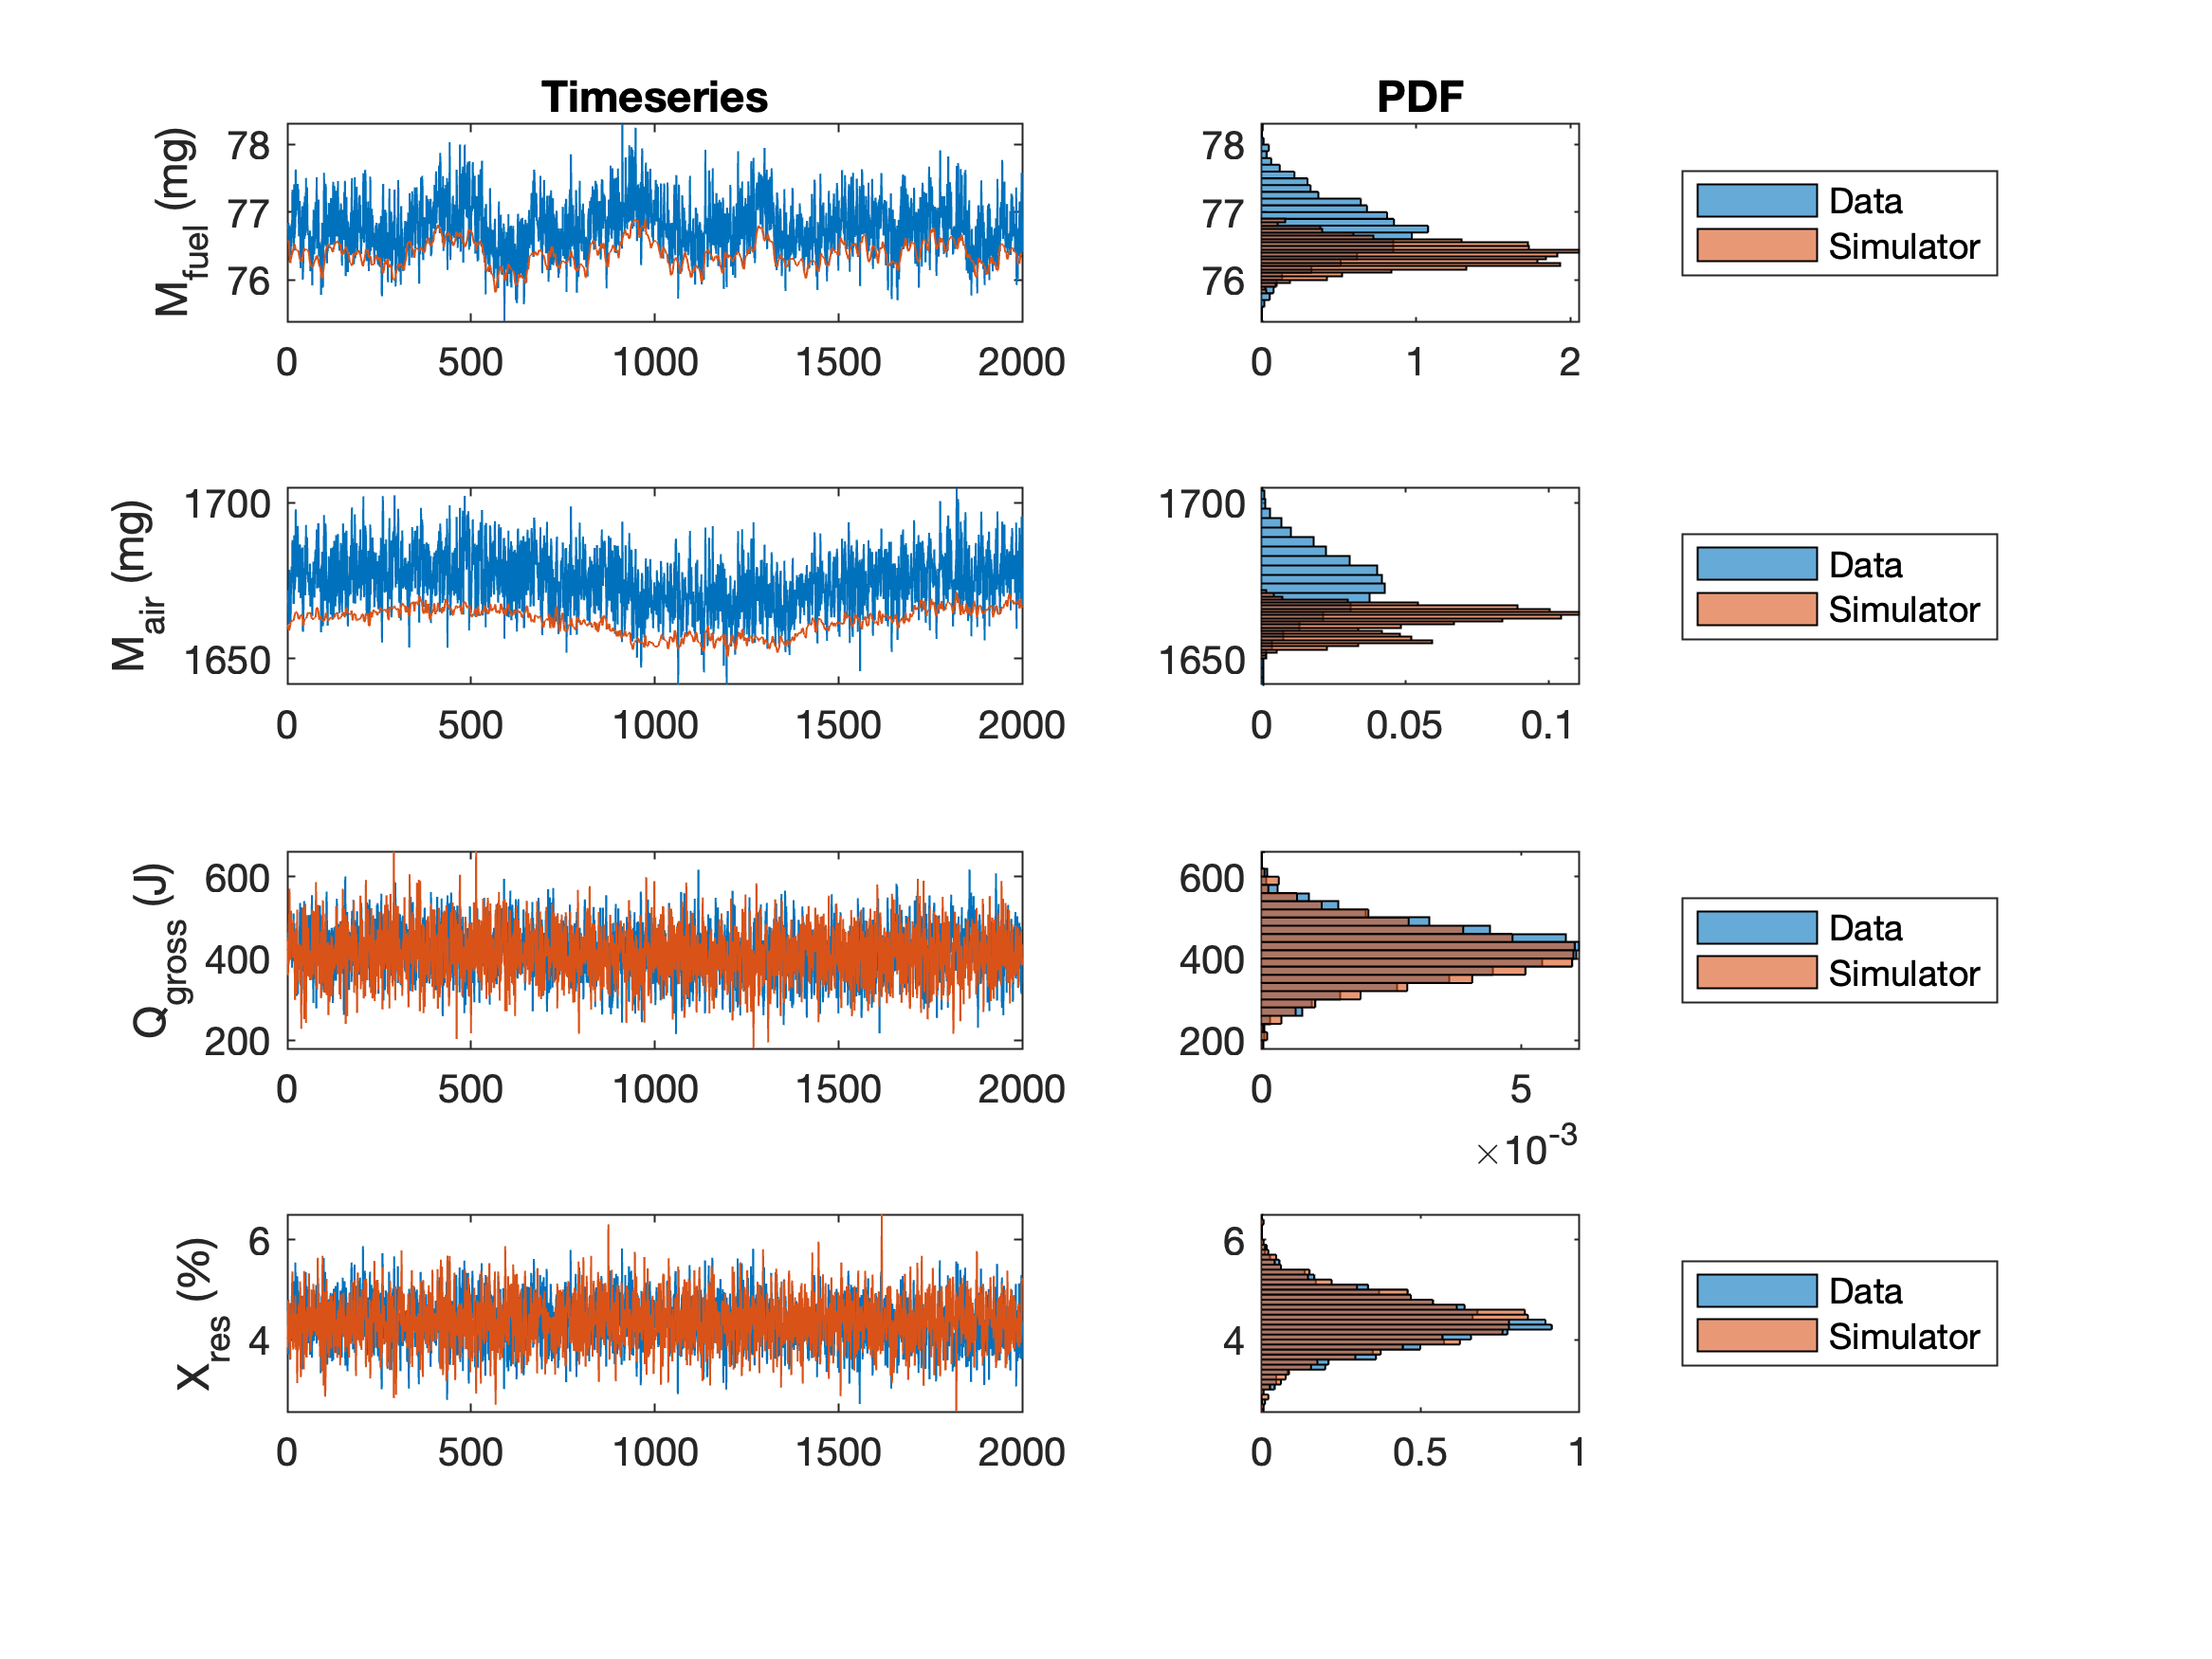 Timeseries
PDF
M_fuel (mg)
78
77
76
0 500 1000 1500 2000
78
77
76
0 1 2
Data
Simulator
M_air (mg)
1700
1650
0 500 1000 1500 2000
1700
1650
0 0.05 0.1
Data
Simulator
Q_gross (J)
600
400
200
0 500 1000 1500 2000
600
400
200
0 5
×10^-3
Data
Simulator
X_res (%)
6
4
0 500 1000 1500 2000
6
4
0 0.5 1
Data
Simulator